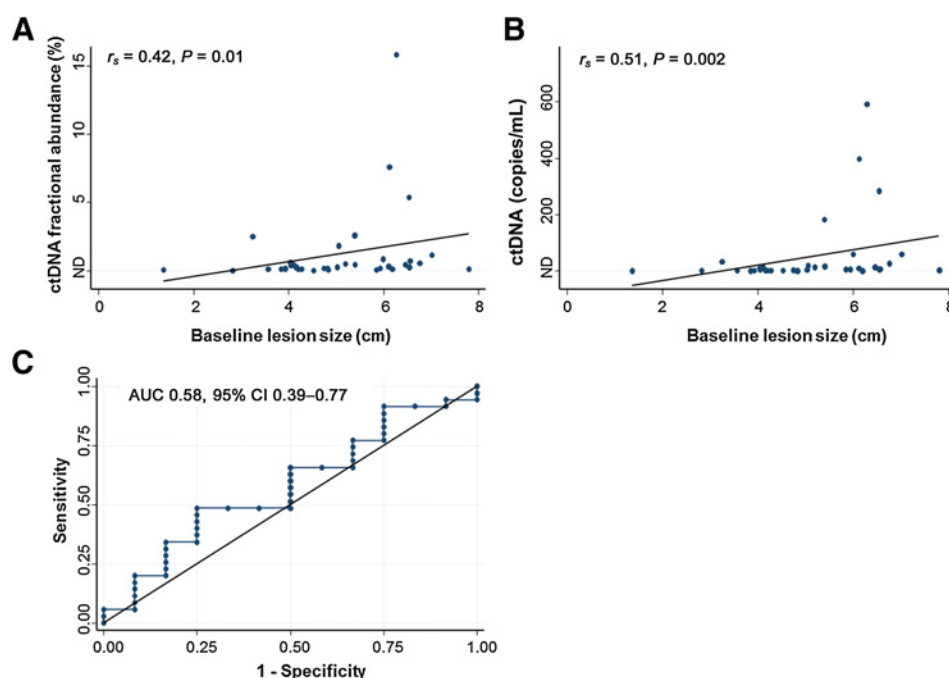 A
r_s = 0.42, P = 0.01
ctDNA fractional abundance (%)
15
10
5
ND
0 2 4 6 8
Baseline lesion size (cm)
B
r_s = 0.51, P = 0.002
ctDNA (copies/mL)
600
400
200
ND
0 2 4 6 8
Baseline lesion size (cm)
C
AUC 0.58, 95% CI 0.39–0.77
Sensitivity
1.00
0.75
0.50
0.25
0.00
0.00 0.25 0.50 0.75 1.00
1 - Specificity